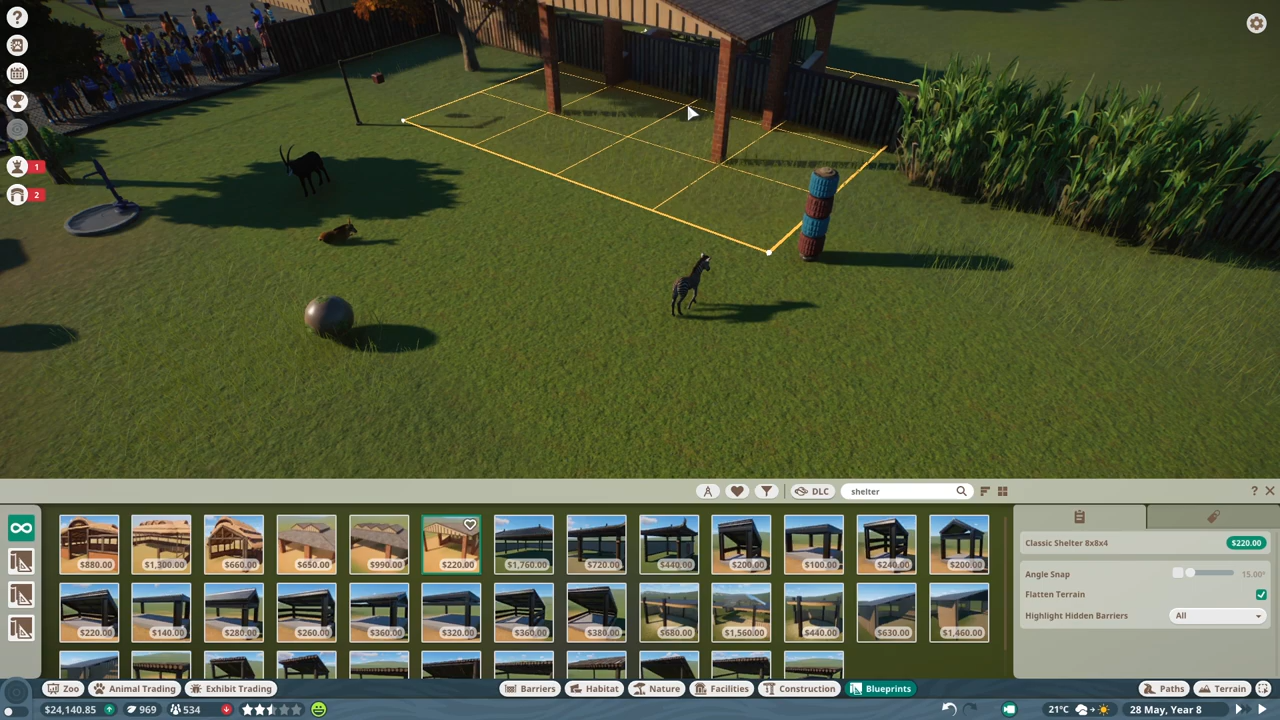 ?
1
2
DLC
shelter
?
$880.00
$1,300.00
$660.00
$650.00
$990.00
$220.00
$1,760.00
$720.00
$440.00
$200.00
$100.00
$240.00
$200.00
$220.00
$140.00
$280.00
$260.00
$360.00
$320.00
$360.00
$380.00
$680.00
$1,560.00
$440.00
$630.00
$1,460.00
Classic Shelter 8x8x4
$220.00
Angle Snap
15.00°
Flatten Terrain
Highlight Hidden Barriers
All
Zoo
Animal Trading
Exhibit Trading
Barriers
Habitat
Nature
Facilities
Construction
Blueprints
Paths
Terrain
$24,140.85
969
534
21°C
28 May, Year 8